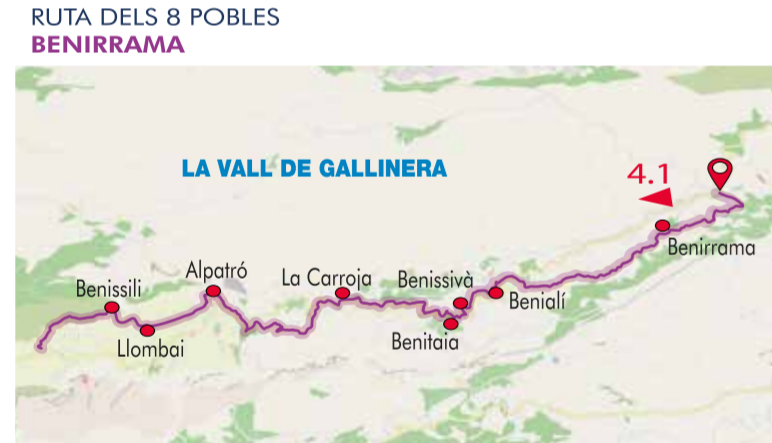 RUTA DELS 8 POBLES
BENIRRAMA
LA VALL DE GALLINERA
4.1
Benirrama
Alpatró
La Carroja
Benissivà
Benissili
Benialí
Llombai
Benitaia